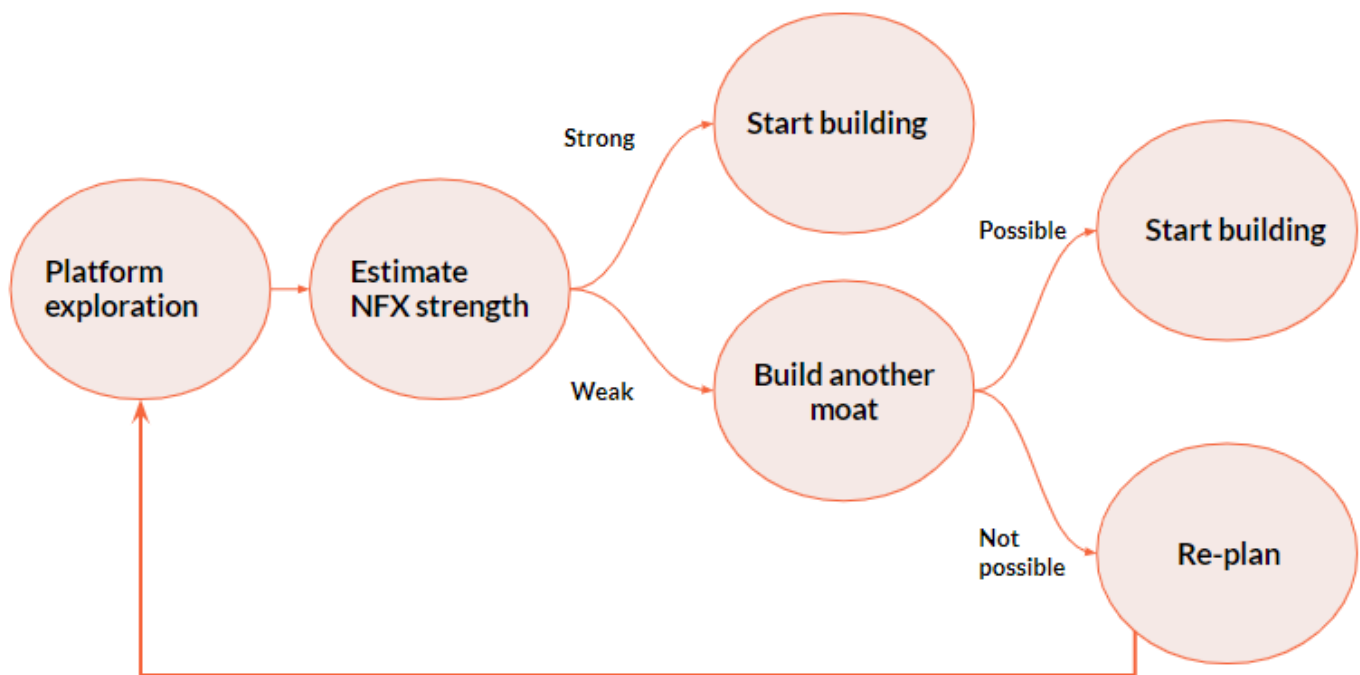 Platform
exploration
Estimate
NFX strength
Strong
Start building
Weak
Build another
moat
Possible
Start building
Not
possible
Re-plan